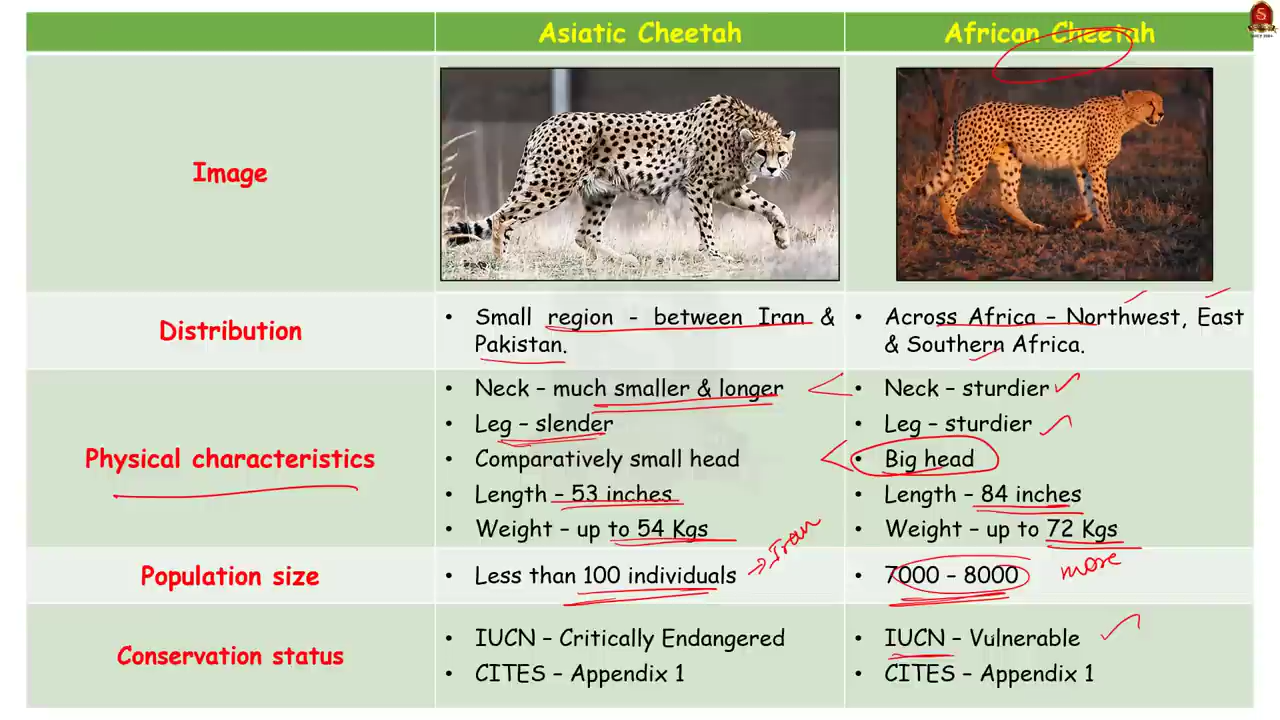 Asiatic Cheetah
African Cheetah
Image
Distribution
• Small region - between Iran &
Pakistan.
• Across Africa – Northwest, East
& Southern Africa.
Physical characteristics
• Neck – much smaller & longer
• Leg – slender
• Comparatively small head
• Length – 53 inches
• Weight – up to 54 Kgs
• Neck – sturdier
• Leg – sturdier
• Big head
• Length – 84 inches
• Weight – up to 72 Kgs
Population size
• Less than 100 individuals
→ Iran
• 7000 – 8000
more
Conservation status
• IUCN – Critically Endangered
• CITES – Appendix 1
• IUCN – Vulnerable
• CITES – Appendix 1